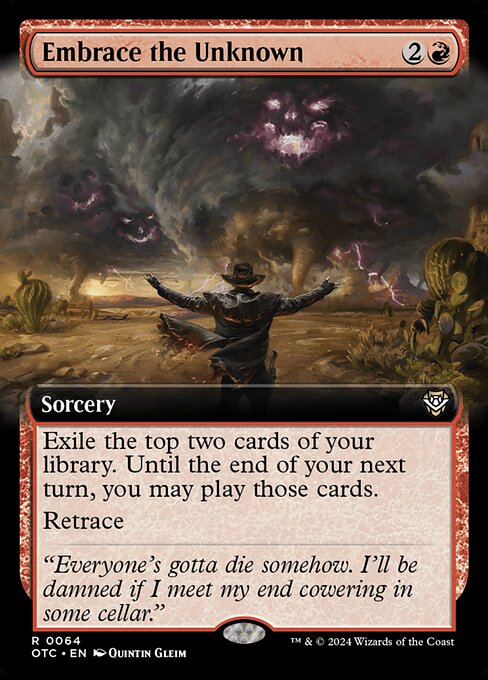 Embrace the Unknown 2
Sorcery
Exile the top two cards of your
library. Until the end of your next
turn, you may play those cards.
Retrace
“Everyone’s gotta die somehow. I’ll be
damned if I meet my end cowering in
some cellar.”
R 0064 ™ & © 2024 Wizards of the Coast
OTC • EN Quintin Gleim